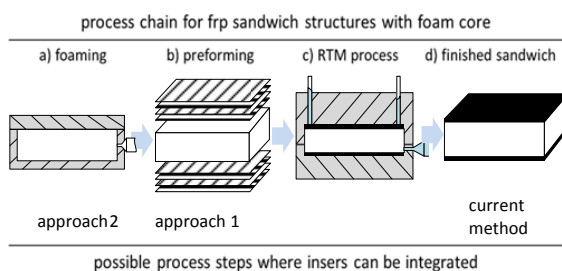 process chain for frp sandwich structures with foam core
a) foaming b) preforming c) RTM process d) finished sandwich
approach2 approach 1 current
method
possible process steps where insers can be integrated